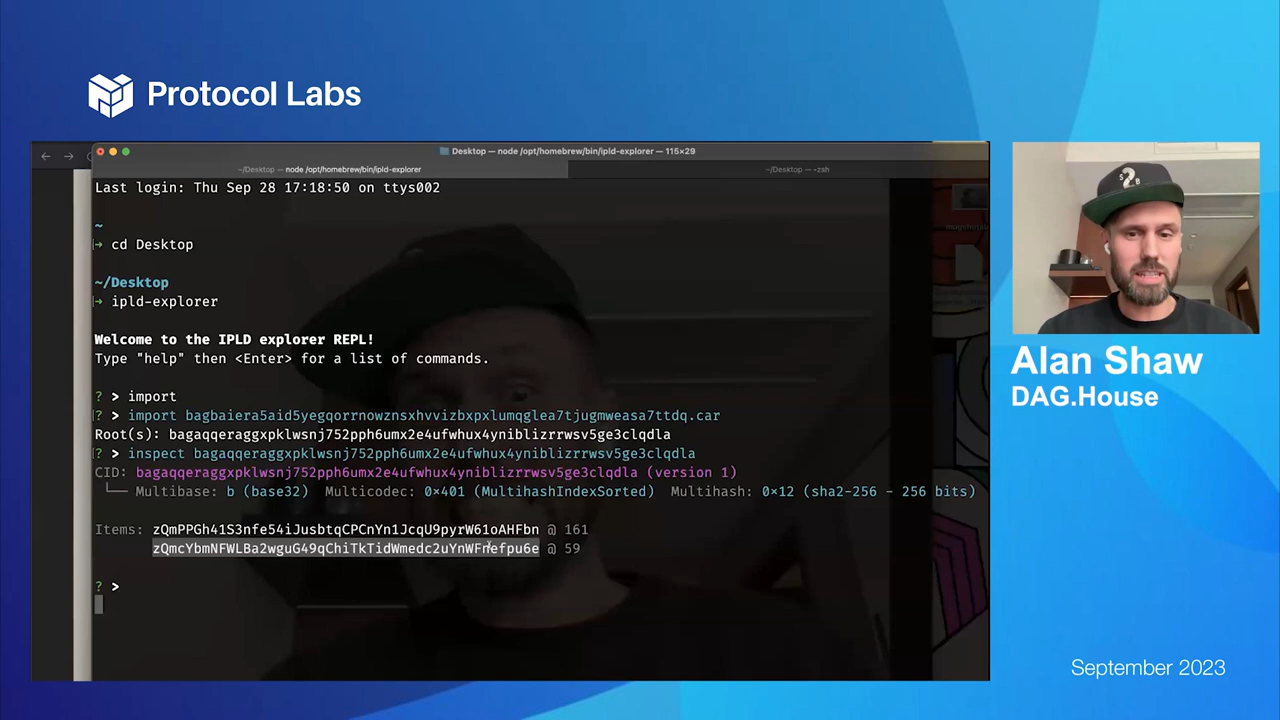 Protocol Labs
Desktop — node /opt/homebrew/bin/ipld-explorer — 115×29
~/Desktop — node /opt/homebrew/bin/ipld-explorer
~/Desktop — -zsh
Last login: Thu Sep 28 17:18:50 on ttys002
~
cd Desktop
~/Desktop
ipld-explorer
Welcome to the IPLD explorer REPL!
Type "help" then <Enter> for a list of commands.
? > import
? > import bagbaiera5aid5yegqorrnowznsxhvvizbxpxlumqglea7tjugmweasa7ttdq.car
Root(s): bagaqqeraggxpklwsnj752pph6umx2e4ufwhux4yniblizrrwsv5ge3clqdla
? > inspect bagaqqeraggxpklwsnj752pph6umx2e4ufwhux4yniblizrrwsv5ge3clqdla
CID: bagaqqeraggxpklwsnj752pph6umx2e4ufwhux4yniblizrrwsv5ge3clqdla (version 1)
└── Multibase: b (base32) Multicodec: 0×401 (MultihashIndexSorted) Multihash: 0×12 (sha2-256 - 256 bits)
Items: zQmPPGh41S3nfe54iJusbtqCPCnYn1JcqU9pyrW61oAHFbn @ 161
zQmcYbmNFWLBa2wguG49qChiTkTidWmedc2uYnWFnefpu6e @ 59
? >
Alan Shaw
DAG.House
September 2023